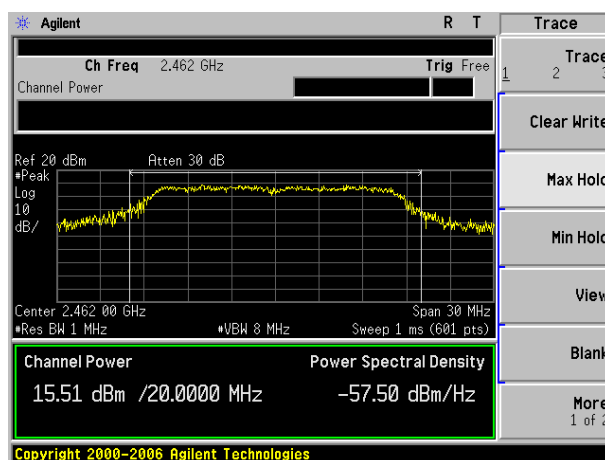 Agilent R T Trace
Ch Freq 2.462 GHz Trig Free
Channel Power
Trace
1 2 3
Clear Write
Max Hold
Min Hold
View
Blank
More
1 of 2
Ref 20 dBm Atten 30 dB
#Peak
Log
10
dB/
Center 2.462 00 GHz Span 30 MHz
#Res BW 1 MHz #VBW 8 MHz Sweep 1 ms (601 pts)
Channel Power Power Spectral Density
15.51 dBm /20.0000 MHz -57.50 dBm/Hz
Copyright 2000-2006 Agilent Technologies